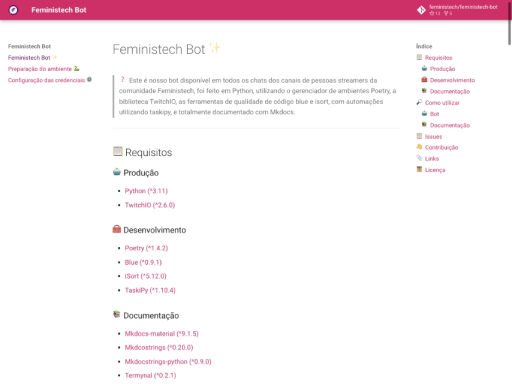 Feministech Bot
feministech/feministech-bot
Feministech Bot
Feministech Bot ✨
Preparação do ambiente
Configuração das credenciais
Feministech Bot ✨
❔ Este é nosso bot disponível em todos os chats dos canais de pessoas streamers da
comunidade Feministech, foi feito em Python, utilizando o gerenciador de ambientes Poetry, a
biblioteca TwitchIO, as ferramentas de qualidade de código blue e isort, com automações
utilizando taskipy, e totalmente documentado com Mkdocs.
Requisitos
Produção
Python (^3.11)
TwitchIO (^2.6.0)
Desenvolvimento
Poetry (^1.4.2)
Blue (^0.9.1)
ISort (^5.12.0)
TaskiPy (^1.10.4)
Documentação
Mkdocs-material (^9.1.5)
Mkdcostrings (^0.20.0)
Mkdocstrings-python (^0.9.0)
Termynal (^0.2.1)
Índice
Requisitos
Produção
Desenvolvimento
Documentação
Como utilizar
Bot
Documentação
Issues
Contribuição
Links
Licença